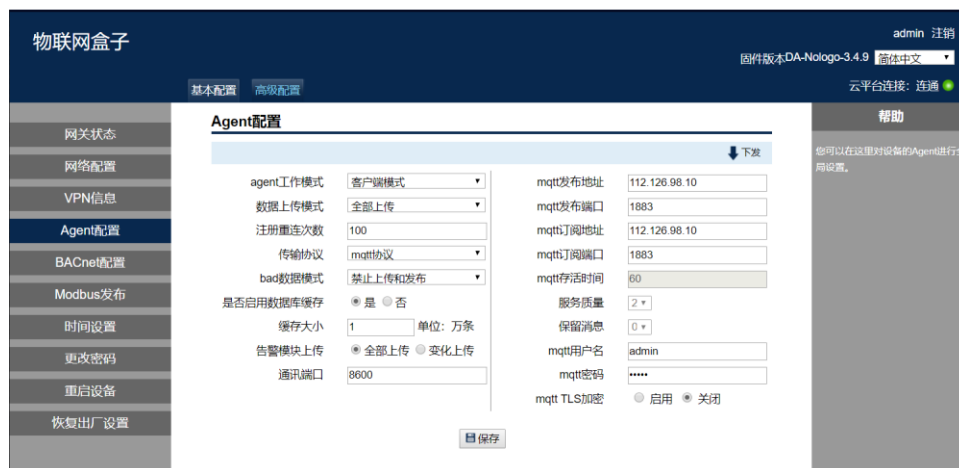 物联网盒子
admin 注销
固件版本DA-Nologo-3.4.9 简体中文
基本配置 高级配置
云平台连接：连通
网关状态
网络配置
VPN信息
Agent配置
BACnet配置
Modbus发布
时间设置
更改密码
重启设备
恢复出厂设置
Agent配置
下发
agent工作模式 客户端模式
数据上传模式 全部上传
注册重连次数 100
传输协议 mqtt协议
bad数据模式 禁止上传和发布
是否启用数据库缓存 是 否
缓存大小 1 单位：万条
告警模块上传 全部上传 变化上传
通讯端口 8600
mqtt发布地址 112.126.98.10
mqtt发布端口 1883
mqtt订阅地址 112.126.98.10
mqtt订阅端口 1883
mqtt存活时间 60
服务质量 2
保留消息 0
mqtt用户名 admin
mqtt密码 •••••
mqtt TLS加密 启用 关闭
保存
帮助
您可以在这里对设备的Agent进行全
局设置。